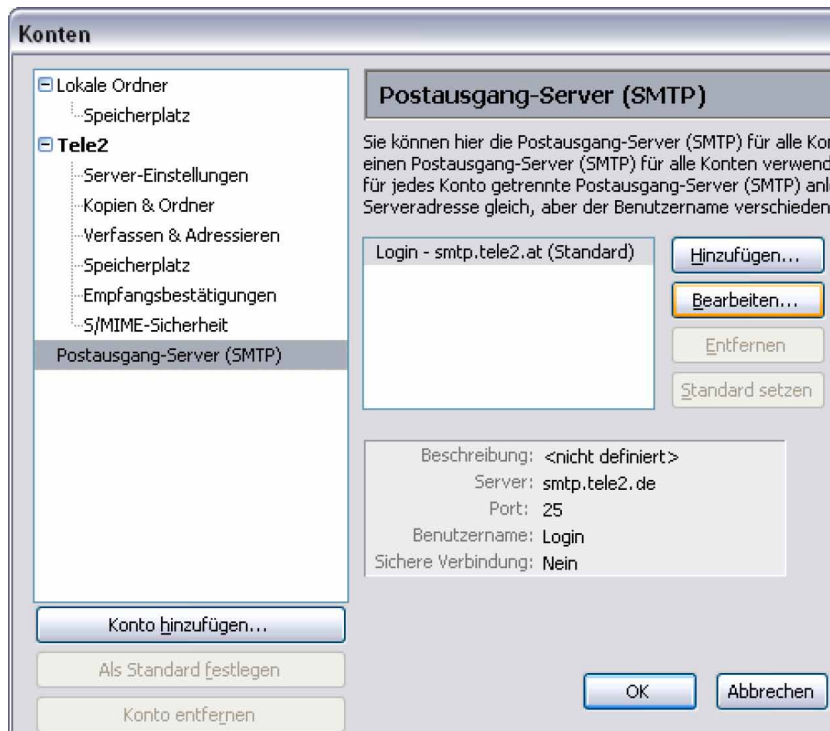 Konten
Lokale Ordner
Speicherplatz
Tele2
Server-Einstellungen
Kopien & Ordner
Verfassen & Adressieren
Speicherplatz
Empfangsbestätigungen
S/MIME-Sicherheit
Postausgang-Server (SMTP)
Konto hinzufügen...
Als Standard festlegen
Konto entfernen
Postausgang-Server (SMTP)
Sie können hier die Postausgang-Server (SMTP) für alle
einen Postausgang-Server (SMTP) für alle Konten
für jedes Konto getrennte Postausgang-Server (SMTP)
Serveradresse gleich, aber der Benutzername verschieden
Login - smtp.tele2.at (Standard)
Hinzufügen...
Bearbeiten...
Entfernen
Standard setzen
Beschreibung: <nicht definiert>
Server: smtp.tele2.de
Port: 25
Benutzername: Login
Sichere Verbindung: Nein
OK
Abbrechen